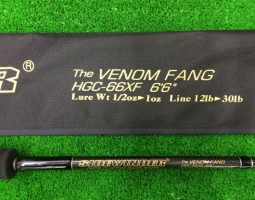 R ®
The VENOM FANG
HGC-66XF 6'6"
Lure Wt 1/2oz►1oz Line 12lb►30lb
SIDEWINDER The VENOM FANG